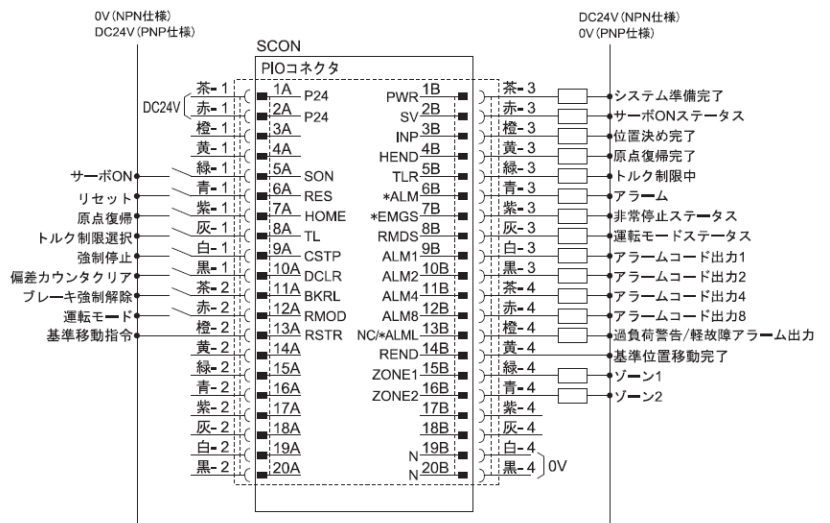 0V(NPN仕様)
DC24V(PNP仕様)
DC24V(NPN仕様)
0V(PNP仕様)
SCON
PIOコネクタ
DC24V
茶-1 1A P24 PWR 1B 茶-3 システム準備完了
赤-1 2A P24 SV 2B 赤-3 サーボONステータス
橙-1 3A INP 3B 橙-3 位置決め完了
黄-1 4A HEND 4B 黄-3 原点復帰完了
サーボON 緑-1 5A SON TLR 5B 緑-3 トルク制限中
リセット 青-1 6A RES *ALM 6B 青-3 アラーム
原点復帰 紫-1 7A HOME *EMGS 7B 紫-3 非常停止ステータス
トルク制限選択 灰-1 8A TL RMDS 8B 灰-3 運転モードステータス
強制停止 白-1 9A CSTP ALM1 9B 白-3 アラームコード出力1
偏差カウンタクリア 黒-1 10A DCLR ALM2 10B 黒-3 アラームコード出力2
ブレーキ強制解除 茶-2 11A BKRL ALM4 11B 茶-4 アラームコード出力4
運転モード 赤-2 12A RMOD ALM8 12B 赤-4 アラームコード出力8
基準移動指令 橙-2 13A RSTR NC/*ALML 13B 橙-4 過負荷警告/軽故障アラーム出力
黄-2 14A REND 14B 黄-4 基準位置移動完了
緑-2 15A ZONE1 15B 緑-4 ゾーン1
青-2 16A ZONE2 16B 青-4 ゾーン2
紫-2 17A 17B 紫-4
灰-2 18A 18B 灰-4
白-2 19A N 19B 白-4
黒-2 20A N 20B 黒-4
0V